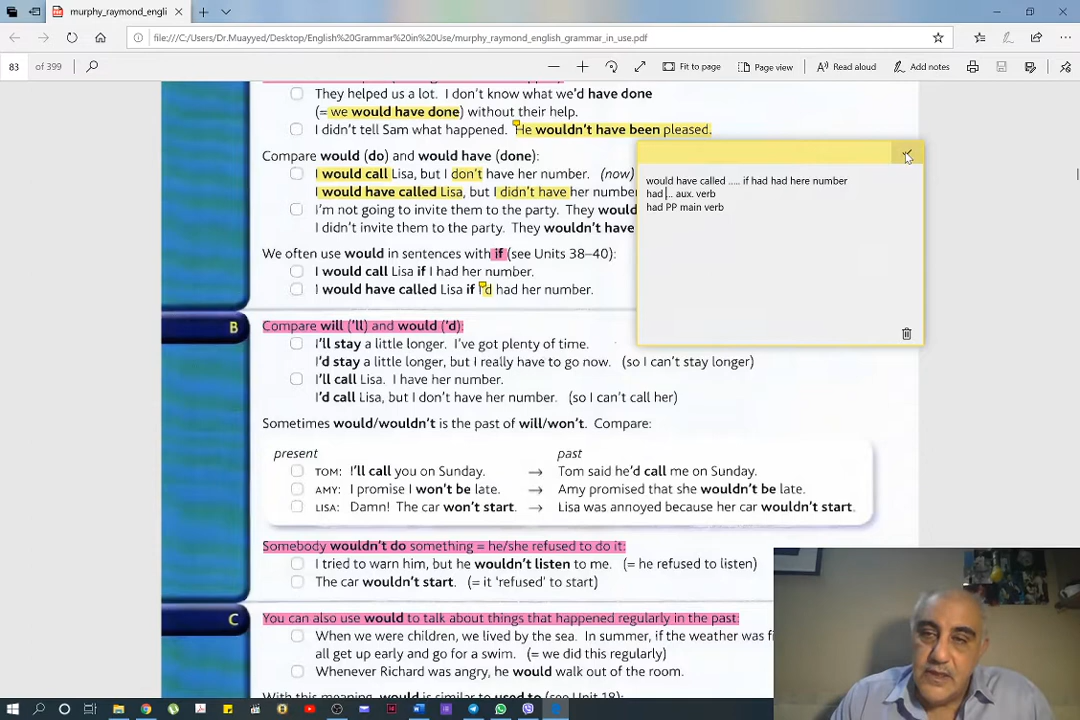 murphy_raymond_engli
file:///C:/Users/Dr.Muayyed/Desktop/English%20Grammar%20in%20Use/murphy_raymond_english_grammar_in_use.pdf
83 of 399
Fit to page
Page view
Read aloud
Add notes
They helped us a lot. I don't know what we'd have done
(= we would have done) without their help.
I didn't tell Sam what happened. He wouldn't have been pleased.
Compare would (do) and would have (done):
I would call Lisa, but I don't have her number. (now)
I would have called Lisa, but I didn't have her number
I'm not going to invite them to the party. They would
I didn't invite them to the party. They wouldn't have
would have called ..... if had had here number
had .. aux. verb
had PP main verb
We often use would in sentences with if (see Units 38–40):
I would call Lisa if I had her number.
I would have called Lisa if I'd had her number.
B
Compare will ('ll) and would ('d):
I'll stay a little longer. I've got plenty of time.
I'd stay a little longer, but I really have to go now. (so I can't stay longer)
I'll call Lisa. I have her number.
I'd call Lisa, but I don't have her number. (so I can't call her)
Sometimes would/wouldn't is the past of will/won't. Compare:
present past
TOM: I'll call you on Sunday. → Tom said he'd call me on Sunday.
AMY: I promise I won't be late. → Amy promised that she wouldn't be late.
LISA: Damn! The car won't start. → Lisa was annoyed because her car wouldn't start.
Somebody wouldn't do something = he/she refused to do it:
I tried to warn him, but he wouldn't listen to me. (= he refused to listen)
The car wouldn't start. (= it 'refused' to start)
C
You can also use would to talk about things that happened regularly in the past:
When we were children, we lived by the sea. In summer, if the weather was fi
all get up early and go for a swim. (= we did this regularly)
Whenever Richard was angry, he would walk out of the room.
With this meaning, would is similar to used to (see Unit 18):